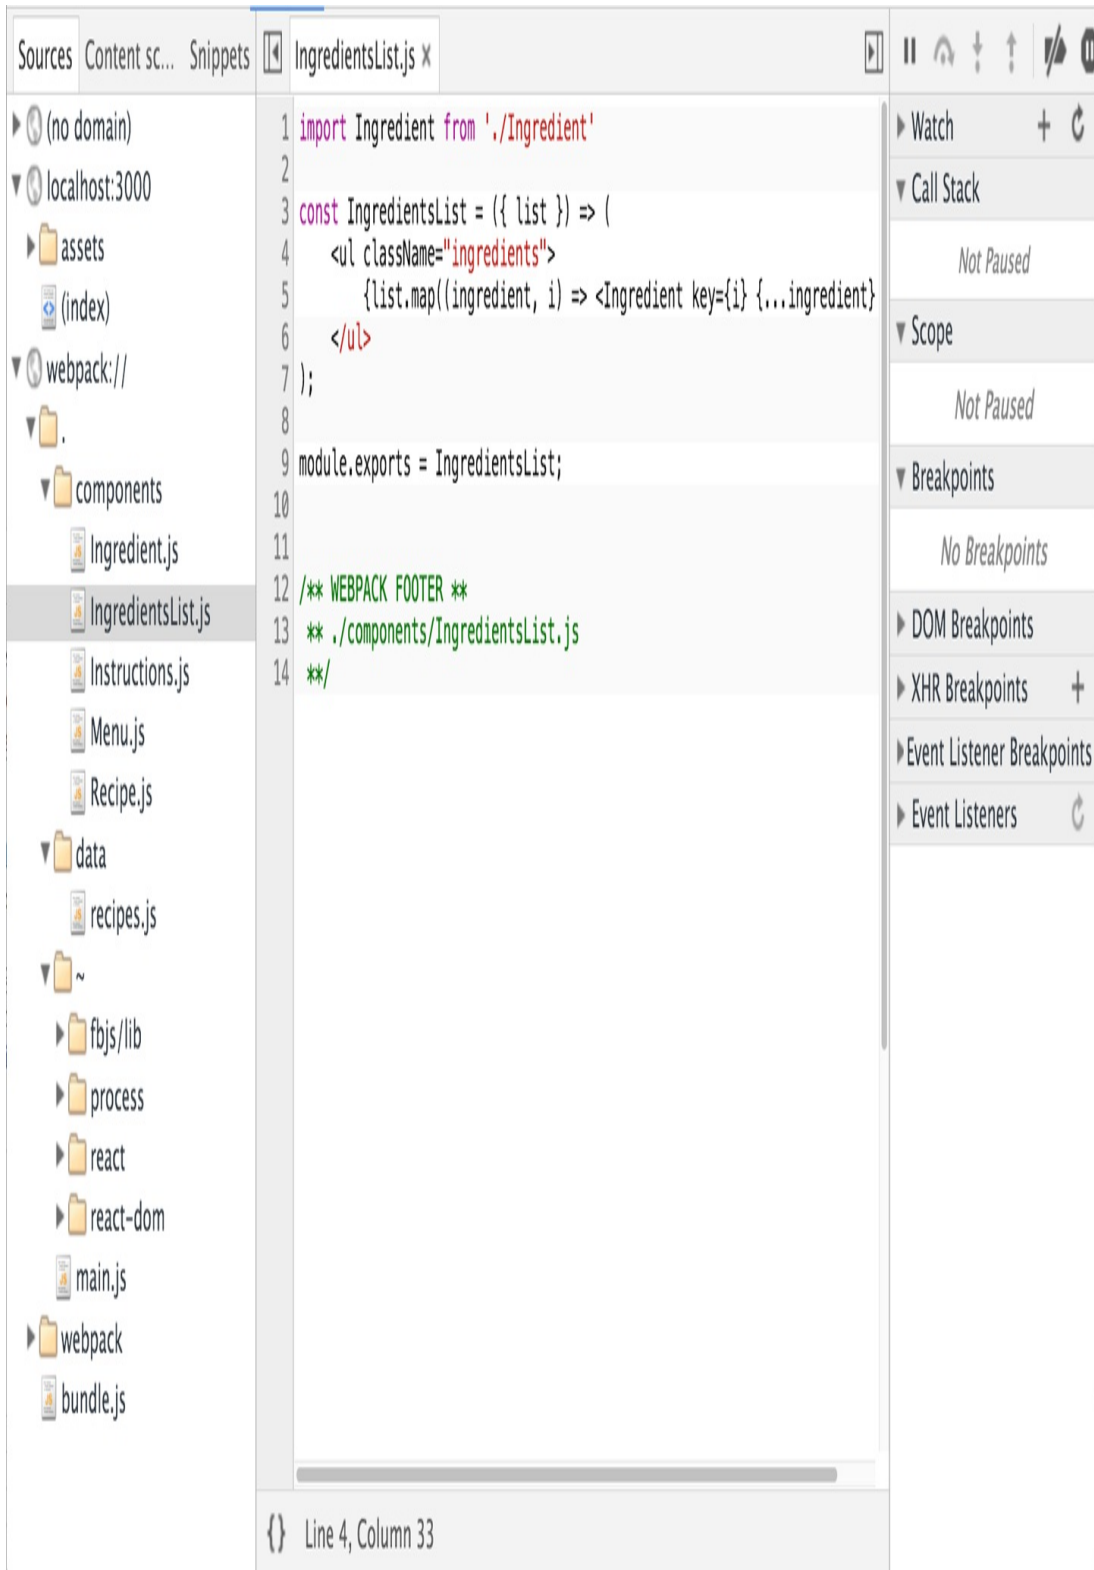 Sources Content sc... Snippets
(no domain)
localhost:3000
assets
(index)
webpack://
.
components
Ingredient.js
IngredientsList.js
Instructions.js
Menu.js
Recipe.js
data
recipes.js
~
fbjs/lib
process
react
react-dom
main.js
webpack
bundle.js
IngredientsList.js ×
1 import Ingredient from './Ingredient'
2
3 const IngredientsList = ({ list }) => (
4 <ul className="ingredients">
5 {list.map((ingredient, i) => <Ingredient key={i} {...ingredient}
6 </ul>
7 );
8
9 module.exports = IngredientsList;
10
11
12 /** WEBPACK FOOTER **
13 ** ./components/IngredientsList.js
14 **/
{} Line 4, Column 33
Watch +
Call Stack
Not Paused
Scope
Not Paused
Breakpoints
No Breakpoints
DOM Breakpoints
XHR Breakpoints +
Event Listener Breakpoints
Event Listeners